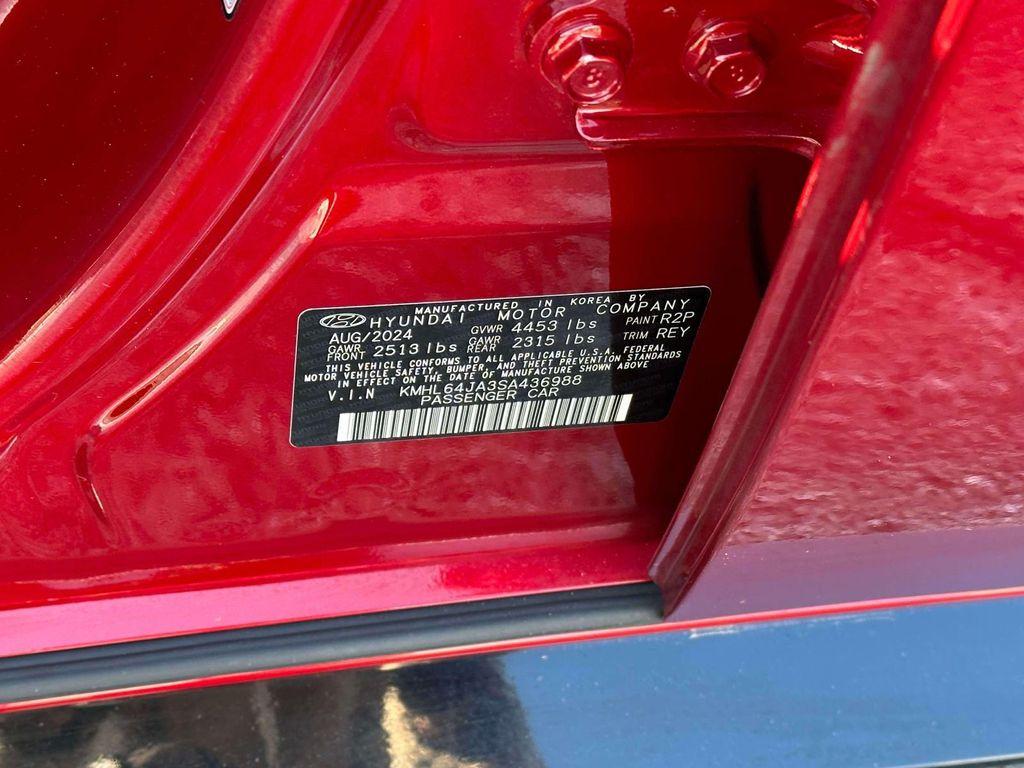 MANUFACTURED IN KOREA BY
HYUNDAI MOTOR COMPANY
AUG/2024 GVWR 4453 lbs PAINT R2P
GAWR FRONT 2513 lbs GAWR REAR 2315 lbs TRIM REY
THIS VEHICLE CONFORMS TO ALL APPLICABLE U.S.A. FEDERAL
MOTOR VEHICLE SAFETY, BUMPER, AND THEFT PREVENTION STANDARDS
IN EFFECT ON THE DATE OF MANUFACTURE SHOWN ABOVE
V.I.N KMHL64JA3SA436988
PASSENGER CAR